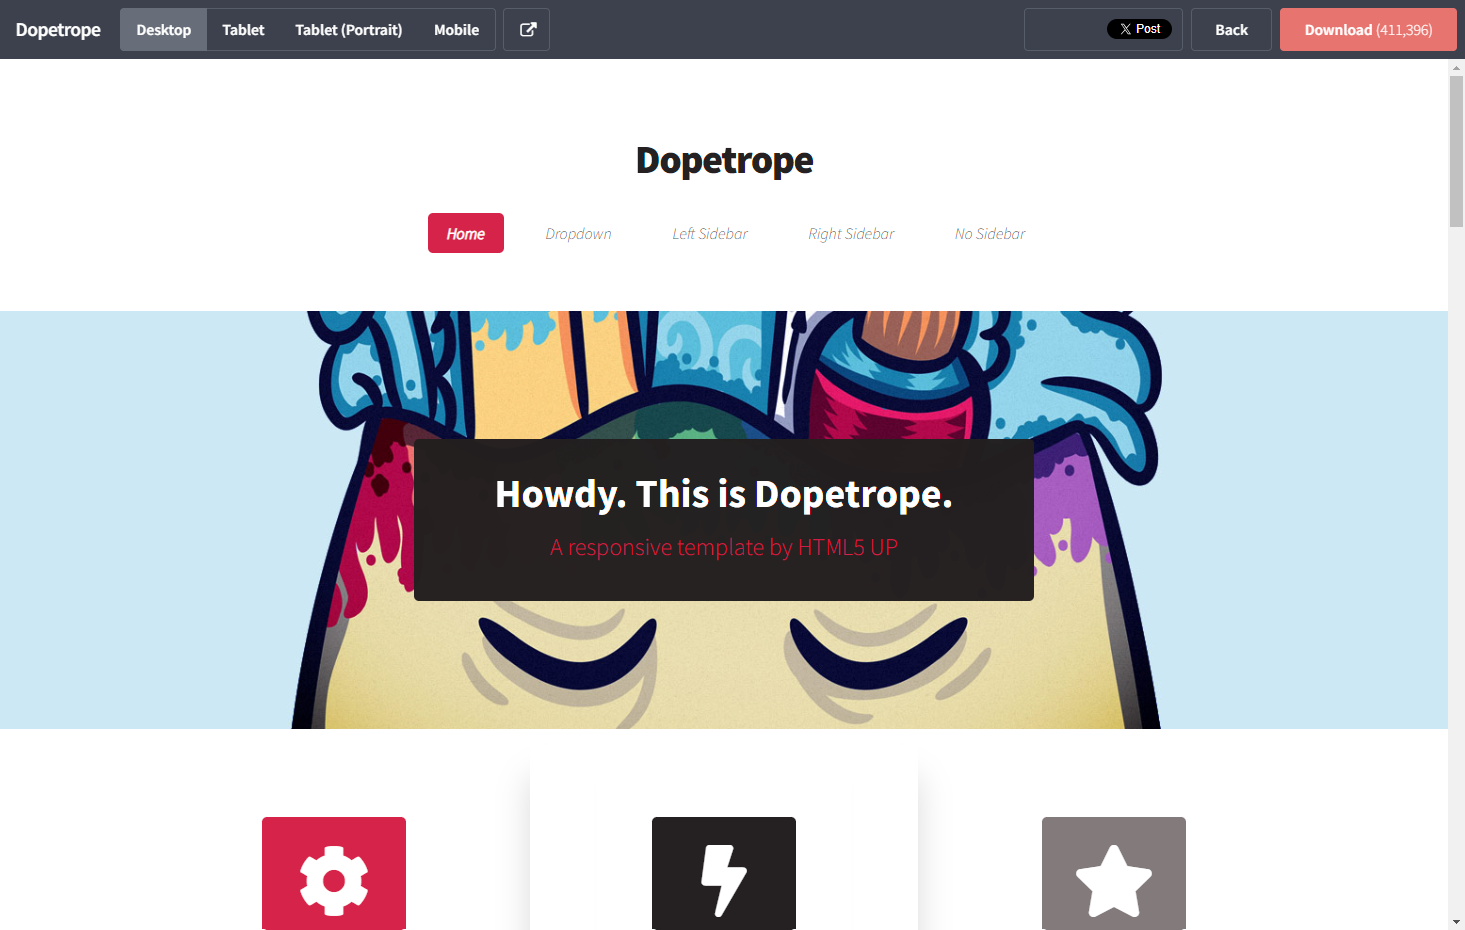 Dopetrope Desktop Tablet Tablet (Portrait) Mobile X Post Back Download (411,396)
Dopetrope
Home Dropdown Left Sidebar Right Sidebar No Sidebar
Howdy. This is Dopetrope.
A responsive template by HTML5 UP